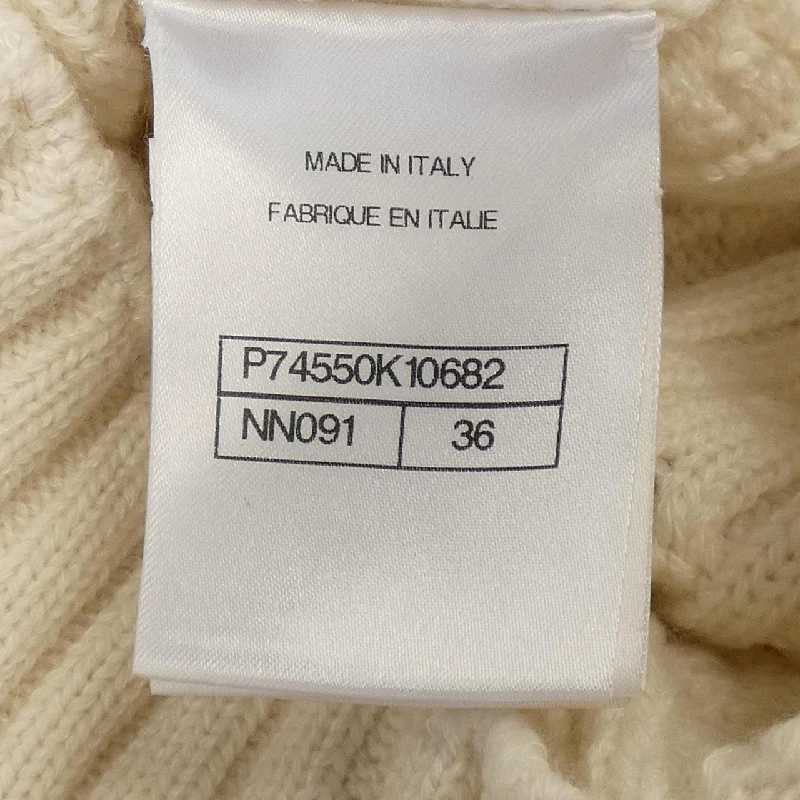 MADE IN ITALY
FABRIQUE EN ITALIE
P74550K10682
NN091 36